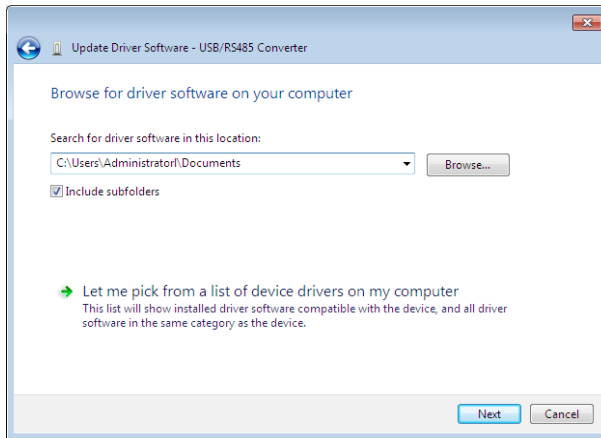 Update Driver Software - USB/RS485 Converter
Browse for driver software on your computer
Search for driver software in this location:
C:\Users\Administratorl\Documents
Browse...
Include subfolders
Let me pick from a list of device drivers on my computer
This list will show installed driver software compatible with the device, and all driver
software in the same category as the device.
Next
Cancel